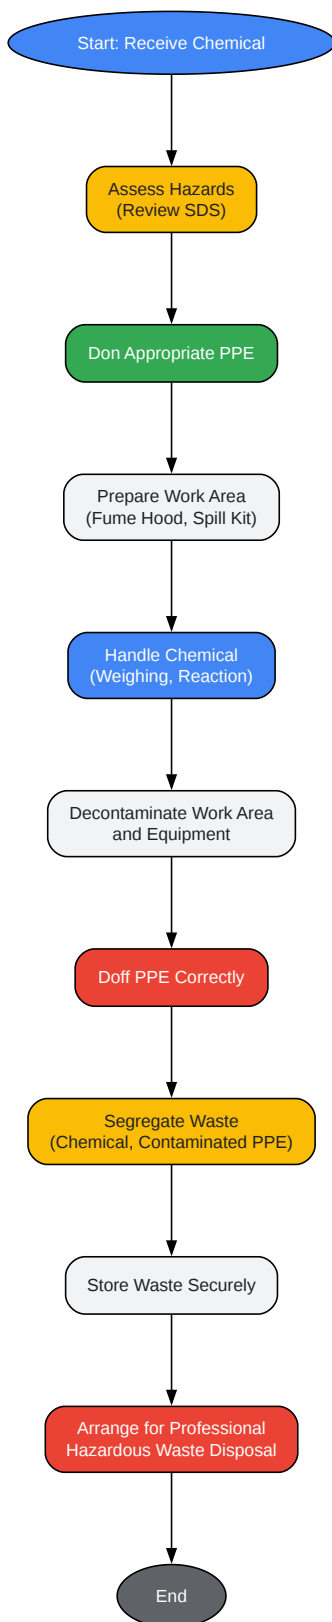 Start: Receive Chemical
Assess Hazards
(Review SDS)
Don Appropriate PPE
Prepare Work Area
(Fume Hood, Spill Kit)
Handle Chemical
(Weighing, Reaction)
Decontaminate Work Area
and Equipment
Doff PPE Correctly
Segregate Waste
(Chemical, Contaminated PPE)
Store Waste Securely
Arrange for Professional
Hazardous Waste Disposal
End